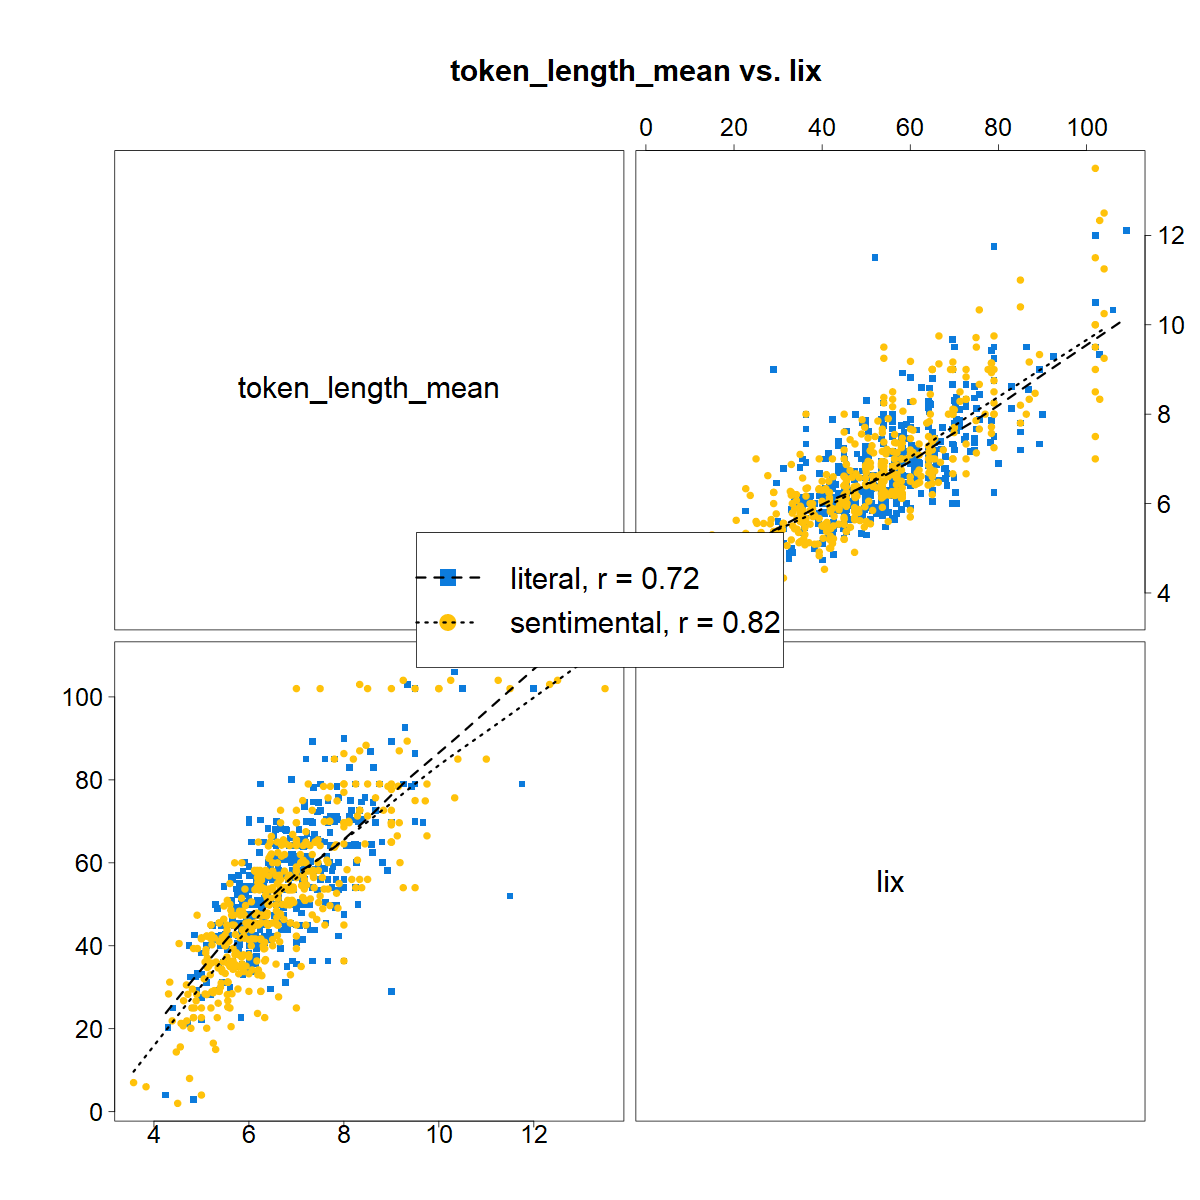 token_length_mean vs. lix
0 20 40 60 80 100
token_length_mean
12
10
8
6
4
literal, r = 0.72
sentimental, r = 0.82
100
80
60
40
20
0
lix
4 6 8 10 12